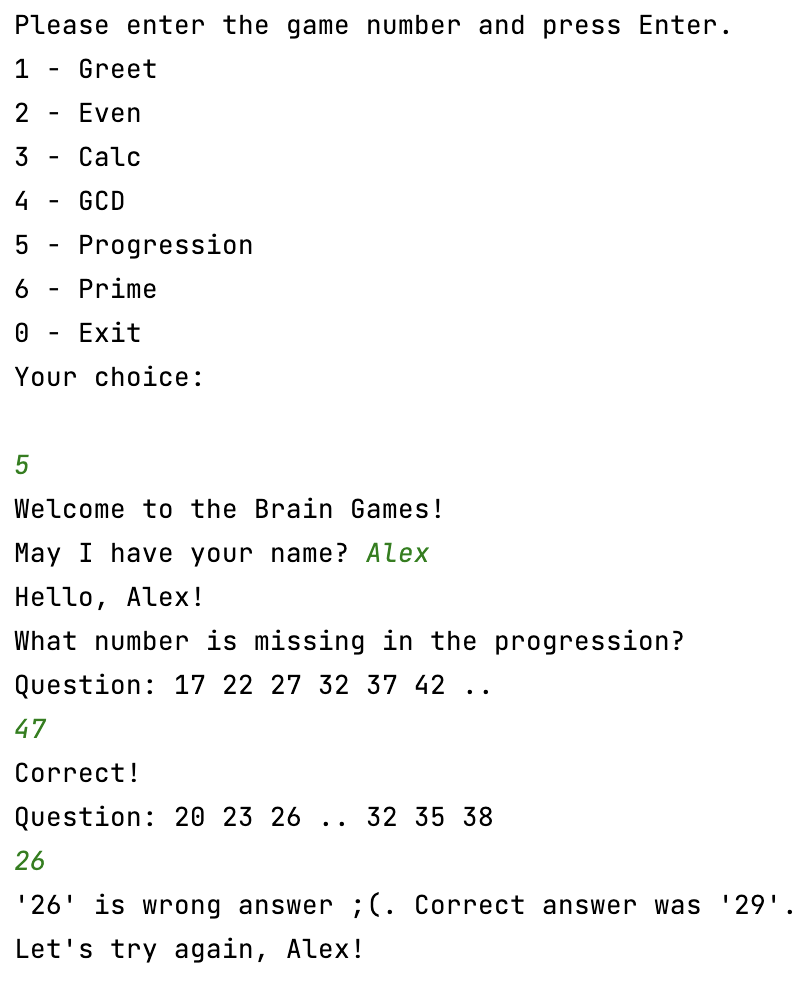 Please enter the game number and press Enter.
1 - Greet
2 - Even
3 - Calc
4 - GCD
5 - Progression
6 - Prime
0 - Exit
Your choice:
5
Welcome to the Brain Games!
May I have your name? Alex
Hello, Alex!
What number is missing in the progression?
Question: 17 22 27 32 37 42 ..
47
Correct!
Question: 20 23 26 .. 32 35 38
26
'26' is wrong answer ;(. Correct answer was '29'.
Let's try again, Alex!